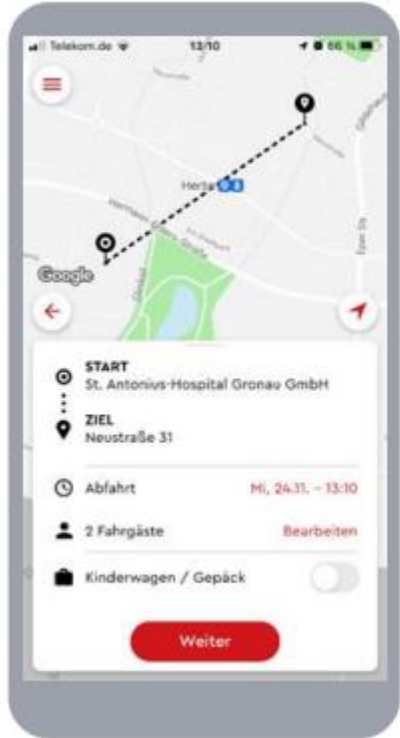 Telekom.de
13:10
66 %
Google
START
St. Antonius-Hospital Gronau GmbH
ZIEL
Neustraße 31
Abfahrt
Mi, 24.11. – 13:10
2 Fahrgäste
Bearbeiten
Kinderwagen / Gepäck
Weiter